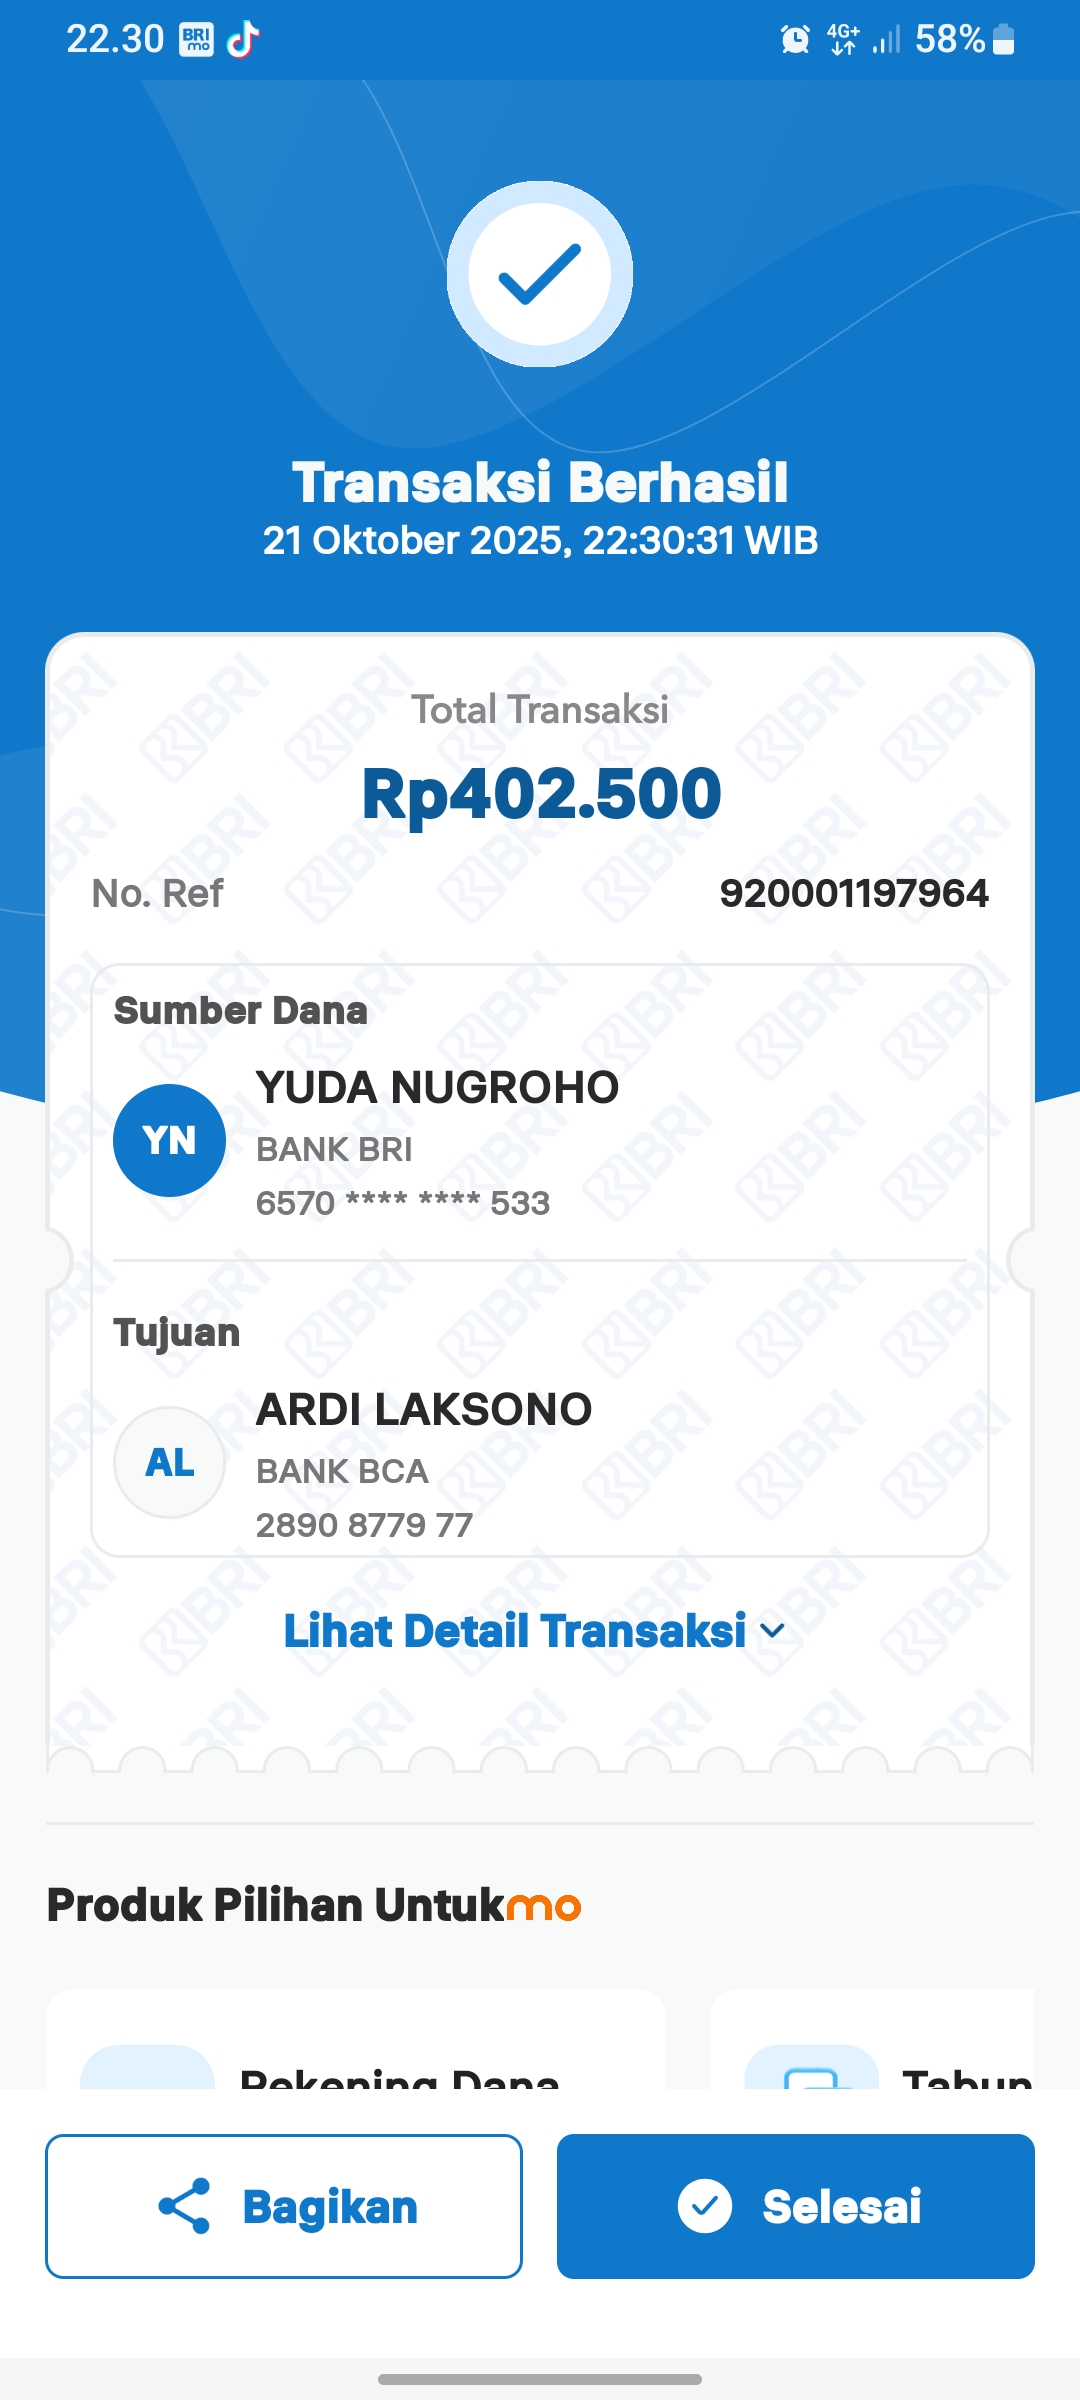 22.30 BRI mo 4G+ 58%
Transaksi Berhasil
21 Oktober 2025, 22:30:31 WIB
Total Transaksi
Rp402.500
No. Ref 920001197964
Sumber Dana
YN
YUDA NUGROHO
BANK BRI
6570 **** **** 533
Tujuan
AL
ARDI LAKSONO
BANK BCA
2890 8779 77
Lihat Detail Transaksi
Produk Pilihan Untukmo
Rekening Dana Tabun
Bagikan Selesai